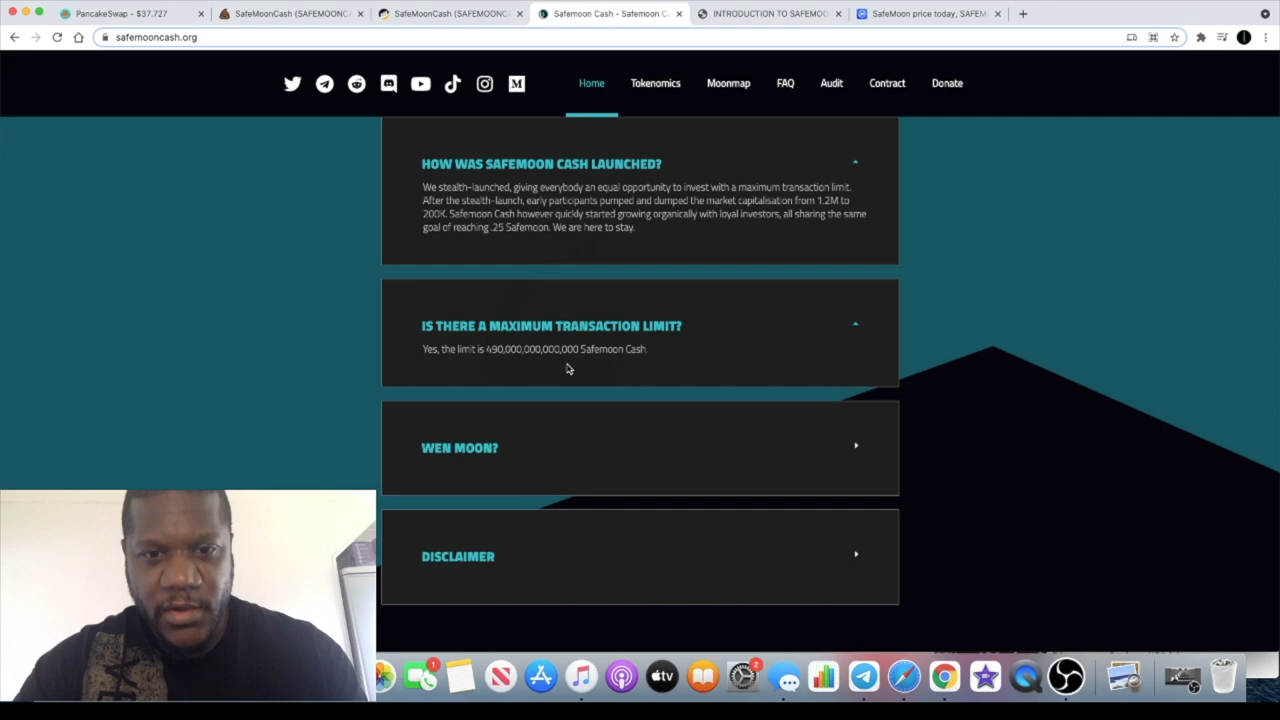 PancakeSwap - $37.727
SafeMoonCash (SAFEMOONCA
SafeMoonCash (SAFEMOONC
Safemoon Cash - Safemoon C
INTRODUCTION TO SAFEMOO
SafeMoon price today, SAFEM
safemooncash.org
Home
Tokenomics
Moonmap
FAQ
Audit
Contract
Donate
HOW WAS SAFEMOON CASH LAUNCHED?
We stealth-launched, giving everybody an equal opportunity to invest with a maximum transaction limit.
After the stealth-launch, early participants pumped and dumped the market capitalisation from 1.2M to
200K. Safemoon Cash however quickly started growing organically with loyal investors, all sharing the same
goal of reaching .25 Safemoon. We are here to stay.
IS THERE A MAXIMUM TRANSACTION LIMIT?
Yes, the limit is 490,000,000,000,000 Safemoon Cash.
WEN MOON?
DISCLAIMER
1
tv
2